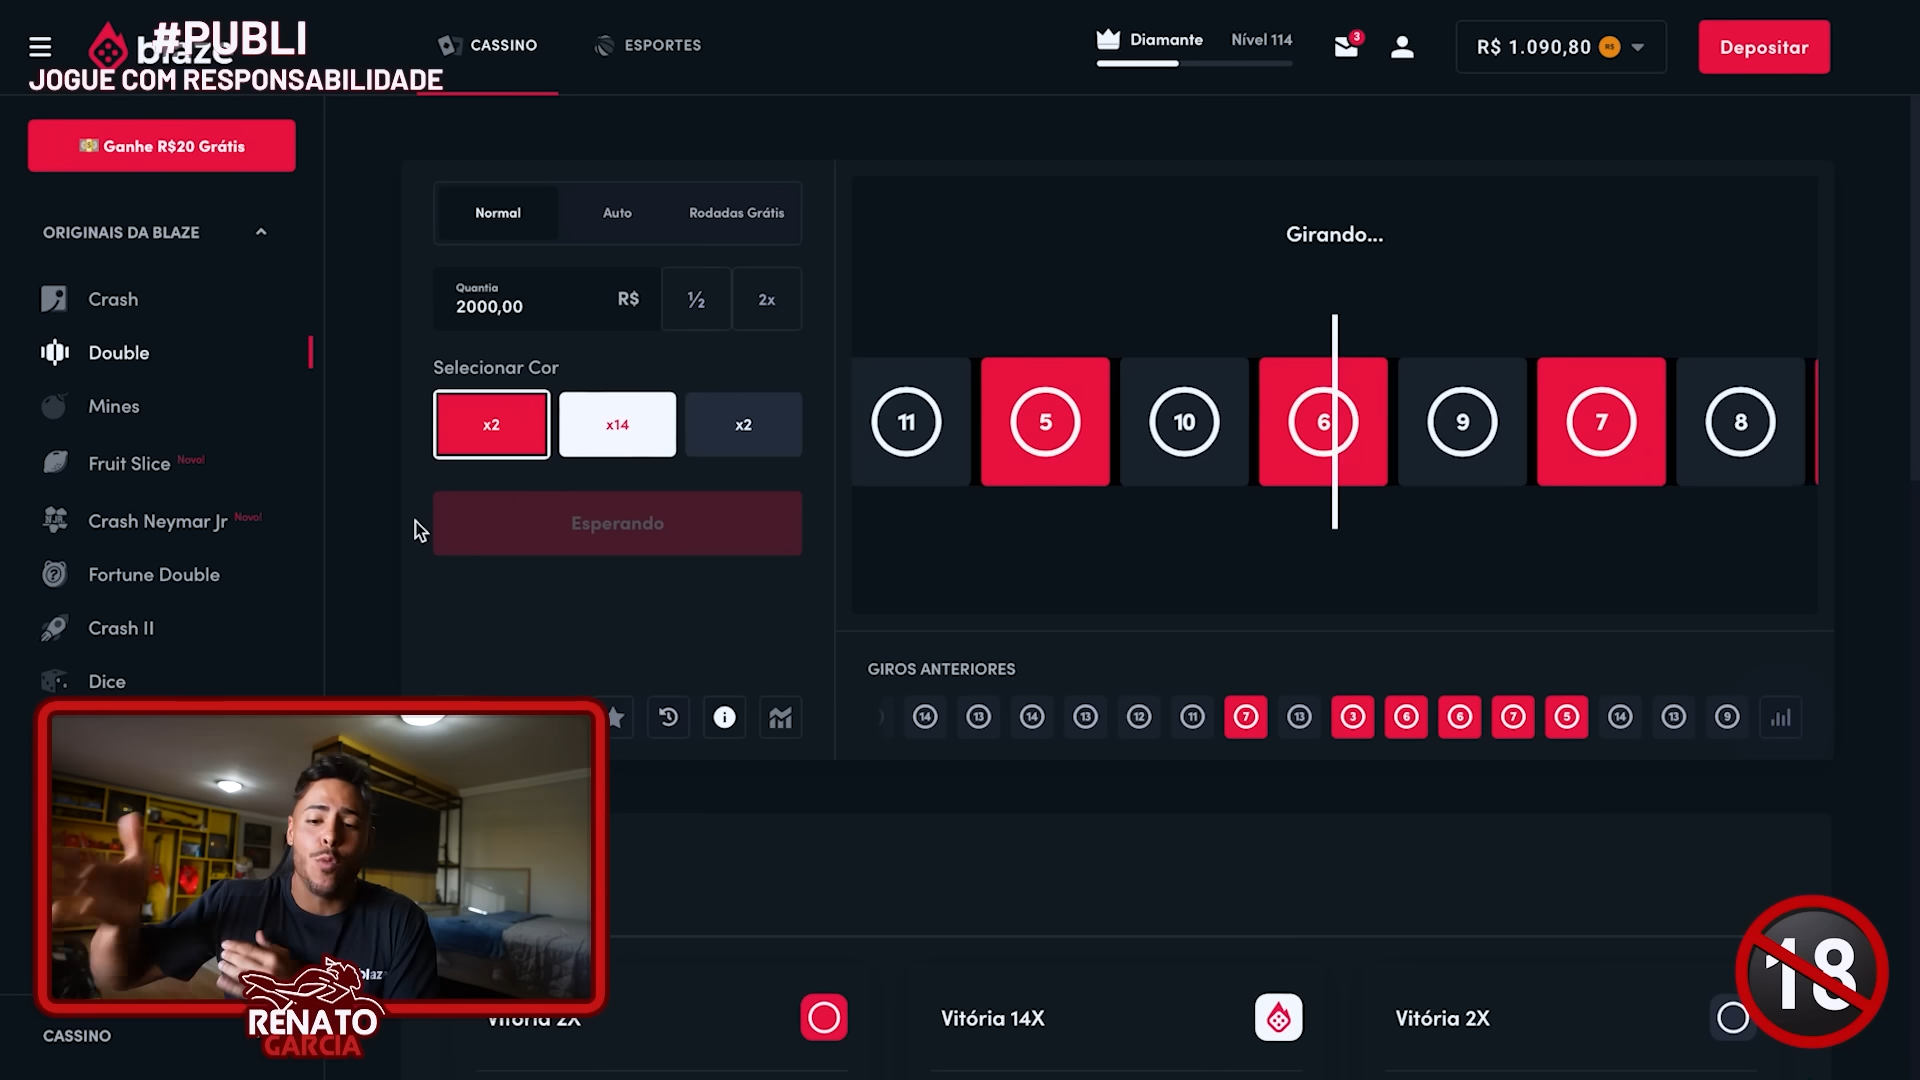 #PUBLI
blaze
JOGUE COM RESPONSABILIDADE
CASSINO
ESPORTES
Diamante
Nível 114
3
R$ 1.090,80
R$
Depositar
Ganhe R$20 Grátis
ORIGINAIS DA BLAZE
Crash
Double
Mines
Fruit Slice Novo!
Crash Neymar Jr Novo!
Fortune Double
Crash II
Dice
CASSINO
Normal
Auto
Rodadas Grátis
Quantia
2000,00
R$
½
2x
Selecionar Cor
x2
x14
x2
Esperando
Girando...
11
5
10
6
9
7
8
GIROS ANTERIORES
14
13
14
13
12
11
7
13
3
6
6
7
5
14
13
9
blaze
RENATO
GARCIA
Vitória 2X
Vitória 14X
Vitória 2X
18